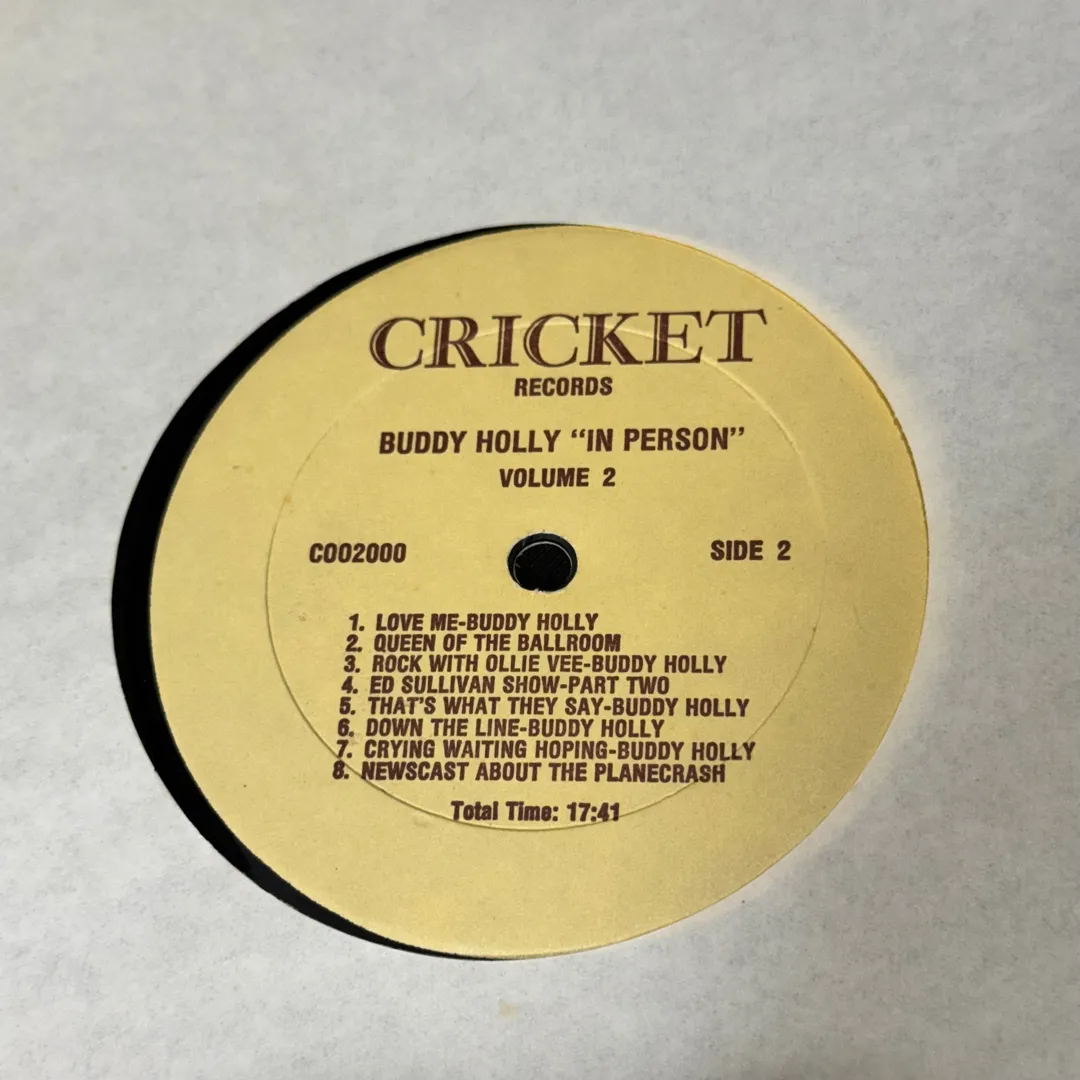 CRICKET
RECORDS
BUDDY HOLLY "IN PERSON"
VOLUME 2
C002000
SIDE 2
1. LOVE ME-BUDDY HOLLY
2. QUEEN OF THE BALLROOM
3. ROCK WITH OLLIE VEE-BUDDY HOLLY
4. ED SULLIVAN SHOW-PART TWO
5. THAT'S WHAT THEY SAY-BUDDY HOLLY
6. DOWN THE LINE-BUDDY HOLLY
7. CRYING WAITING HOPING-BUDDY HOLLY
8. NEWSCAST ABOUT THE PLANECRASH
Total Time: 17:41